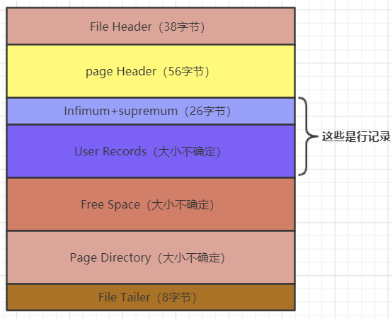 File Header（38字节）
page Header（56字节）
Infimum+supremum（26字节）
这些是行记录
User Records（大小不确定）
Free Space（大小不确定）
Page Directory（大小不确定）
File Tailer（8字节）